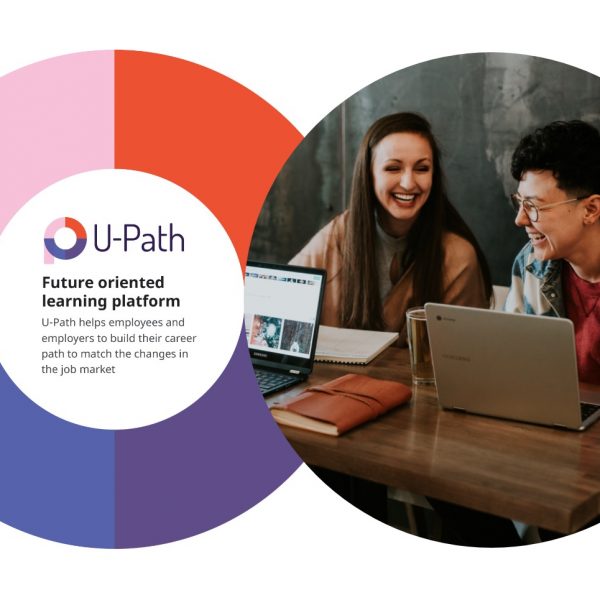 U-Path
Future oriented
learning platform
U-Path helps employees and
employers to build their career
path to match the changes in
the job market
SAMSUNG